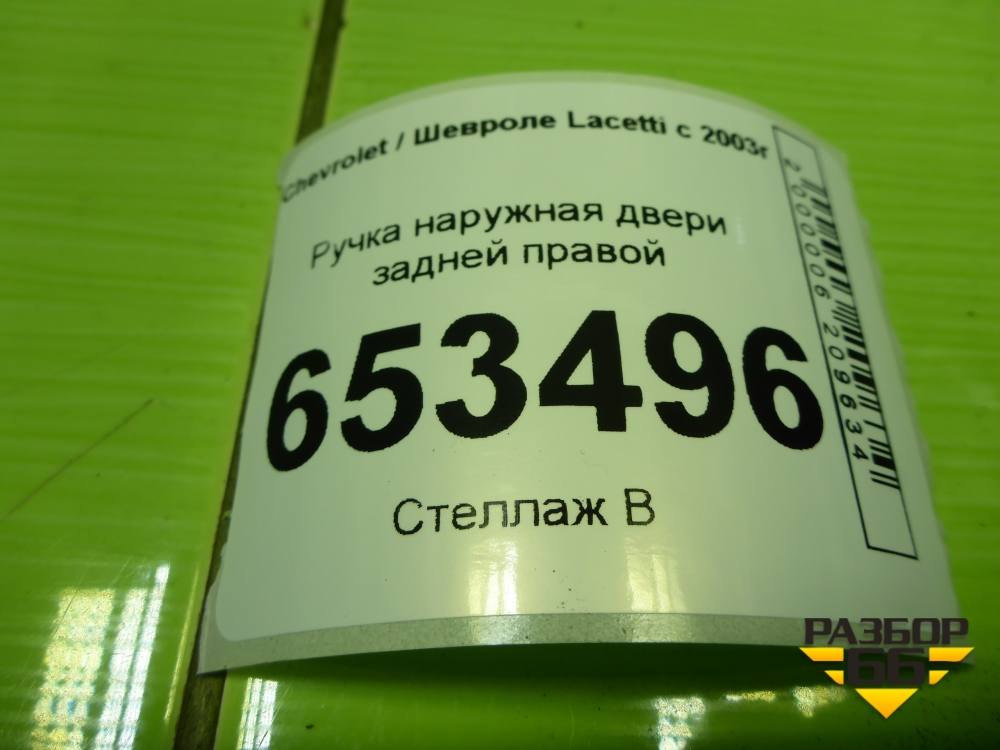 Chevrolet / Шевроле Lacetti с 2003г
Ручка наружная двери
задней правой
653496
Стеллаж В
2000006209634
РАЗБОР
66